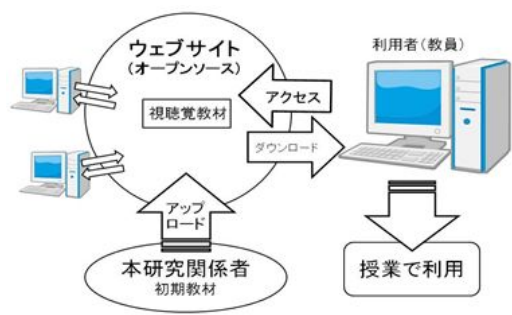 ウェブサイト
(オープンソース)
視聴覚教材
利用者(教員)
アクセス
ダウンロード
アップ
ロード
本研究関係者
初期教材
授業で利用